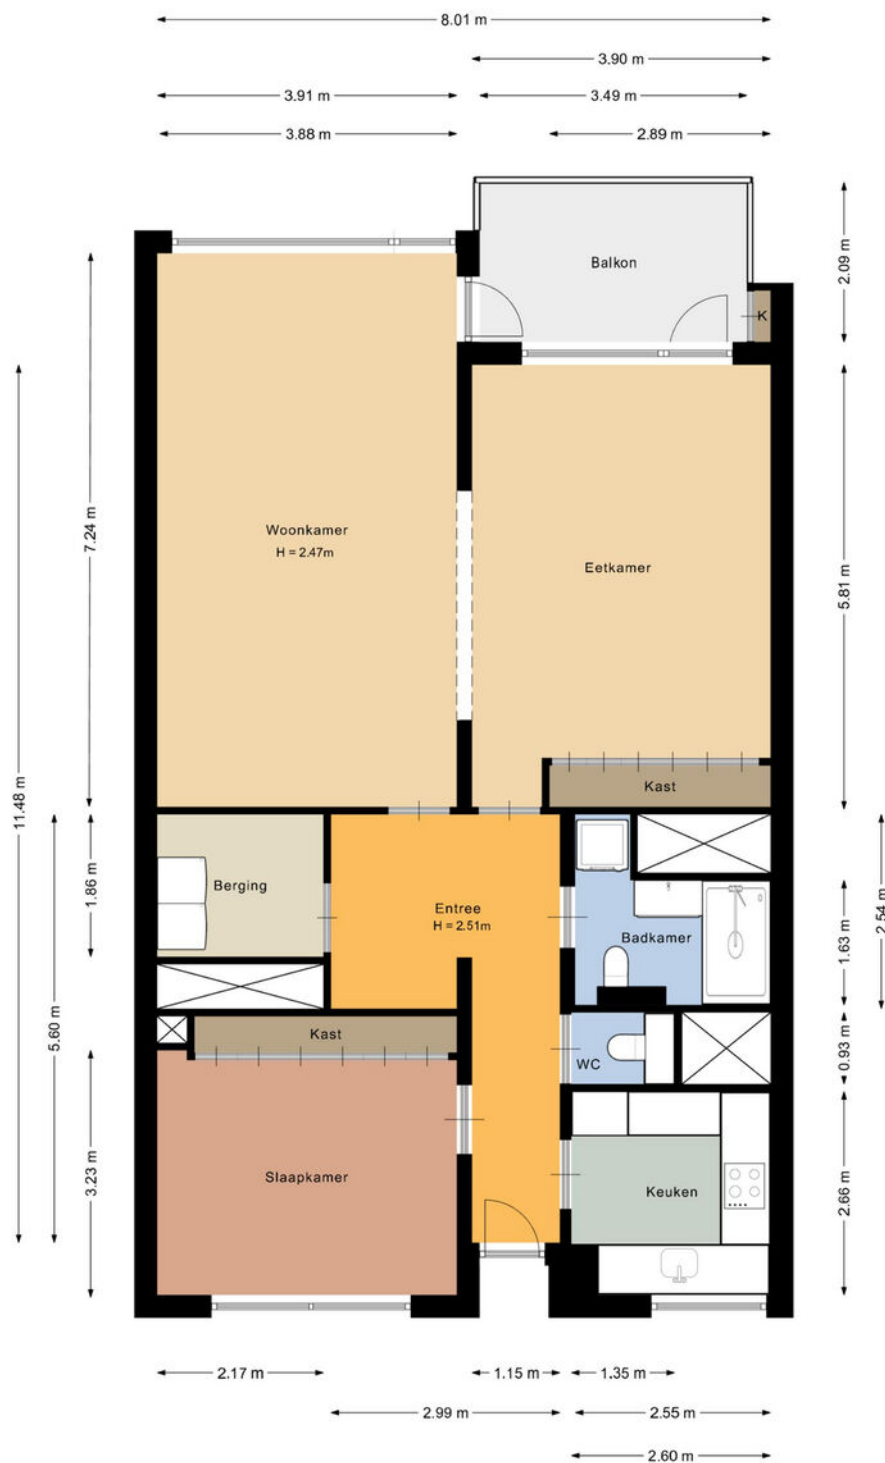 8.01 m
3.90 m
3.91 m
3.49 m
3.88 m
2.89 m
Balkon
2.09 m
K
7.24 m
Woonkamer
H = 2.47m
Eetkamer
5.81 m
11.48 m
Kast
1.86 m
Berging
Entree
H = 2.51m
Badkamer
1.63 m
2.54 m
5.60 m
Kast
WC
0.93 m
3.23 m
Slaapkamer
Keuken
2.66 m
2.17 m
1.15 m
1.35 m
2.99 m
2.55 m
2.60 m